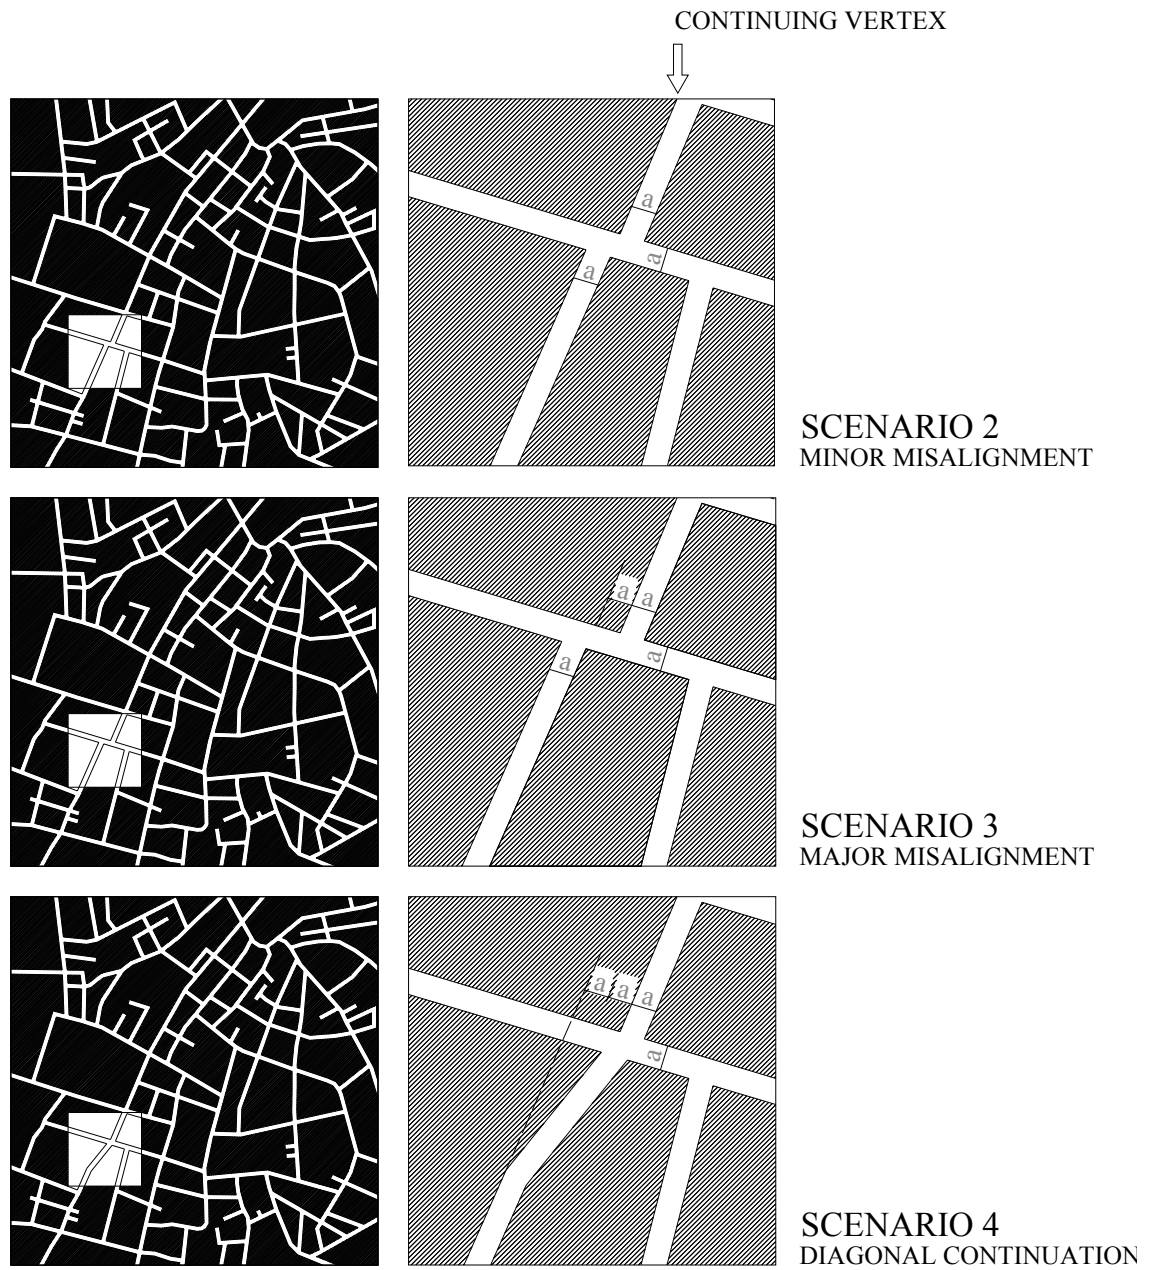 CONTINUING VERTEX
a
a
a
SCENARIO 2
MINOR MISALIGNMENT
a a
a
a
SCENARIO 3
MAJOR MISALIGNMENT
a a a
a
SCENARIO 4
DIAGONAL CONTINUATION